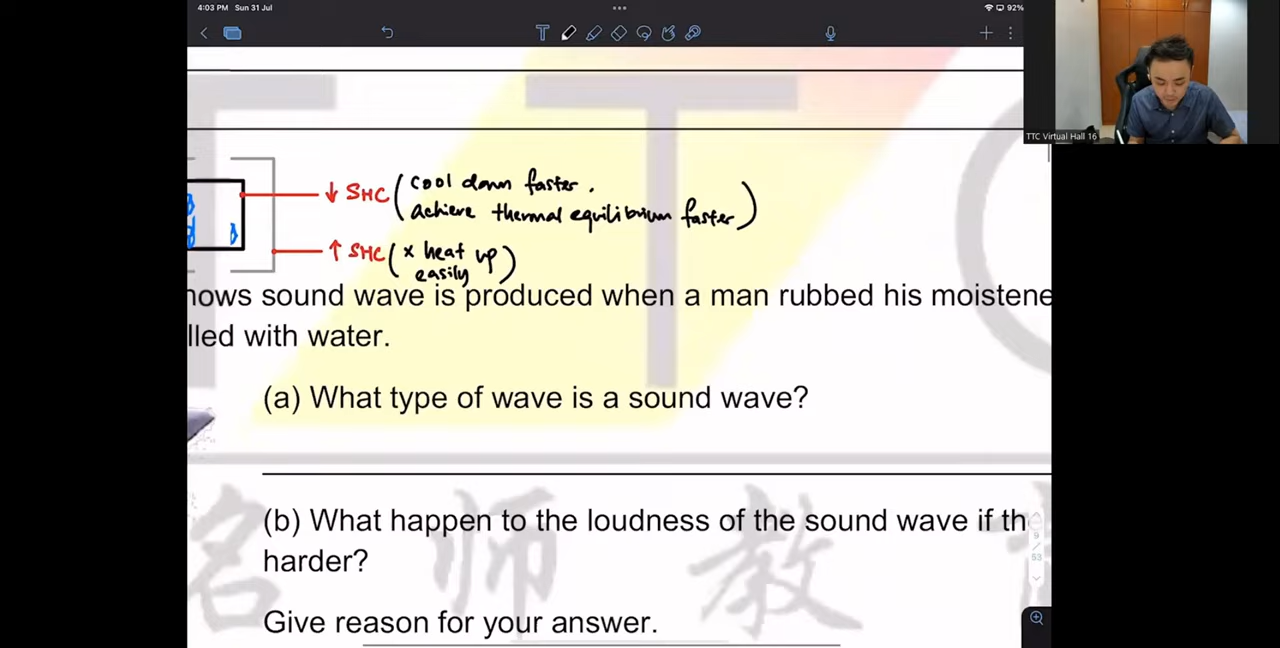 4:03 PM Sun 31 Jul
92%
TTC Virtual Hall 16
T T C
↓ SHC (cool down faster.
achieve thermal equilibrium faster)
↑ SHC (x heat up
easily)
hows sound wave is produced when a man rubbed his moistene
lled with water.
(a) What type of wave is a sound wave?
(b) What happen to the loudness of the sound wave if th
harder?
9
/
53
Give reason for your answer.
名 师 教